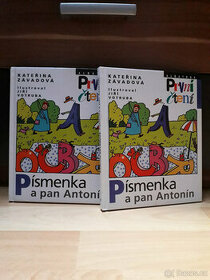 KATEŘINA
ZÁVADOVÁ
ilustroval
JIŘÍ
VOTRUBA
První
čtení
Písmenka
a pan Antonín
KATEŘINA
ZÁVADOVÁ
ilustroval
JIŘÍ
VOTRUBA
První
čtení
Písmenka
a pan Antonín